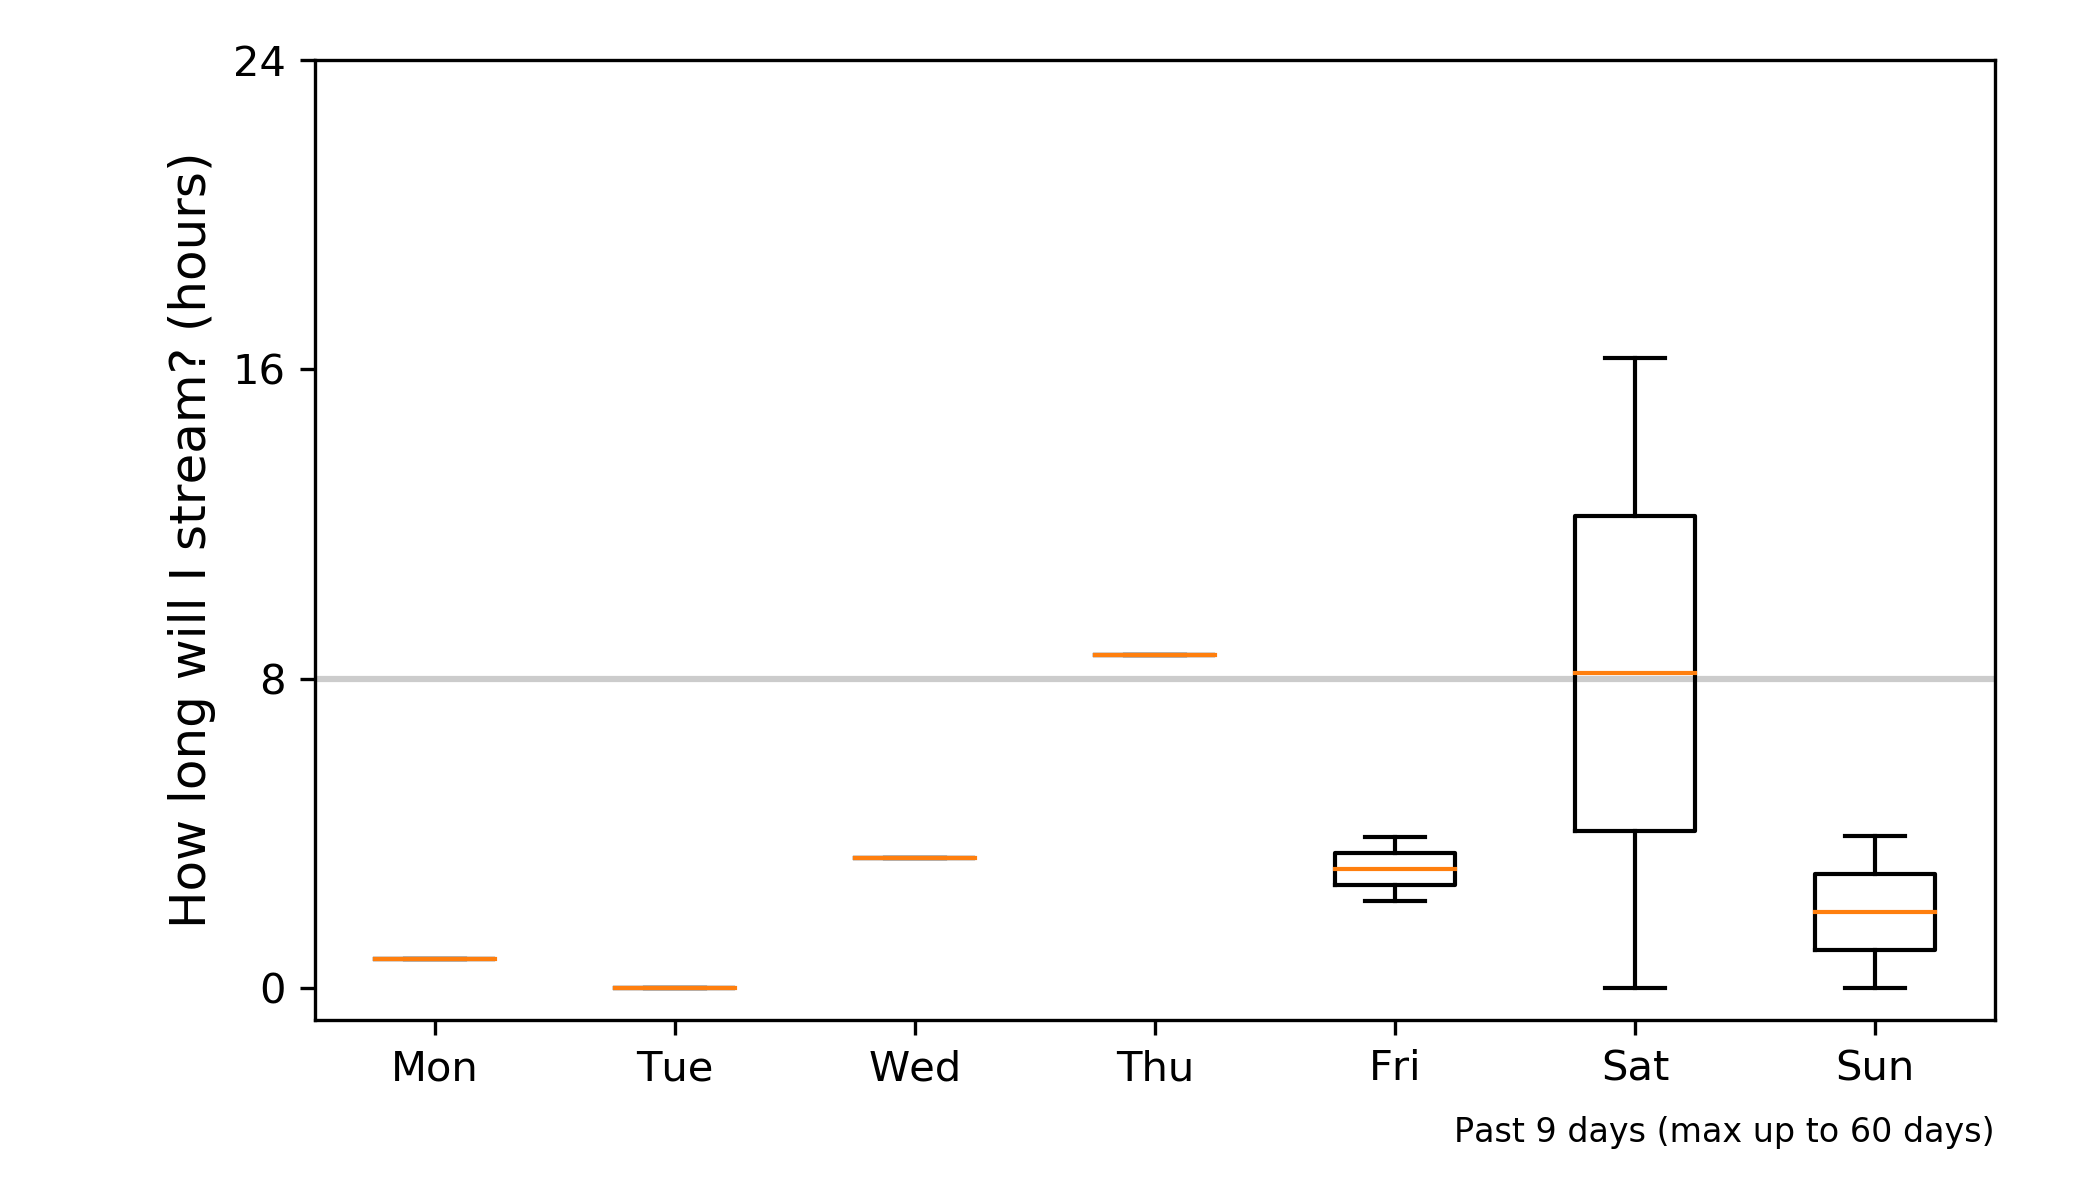 How long will I stream? (hours)
24
16
8
0
Mon Tue Wed Thu Fri Sat Sun
Past 9 days (max up to 60 days)